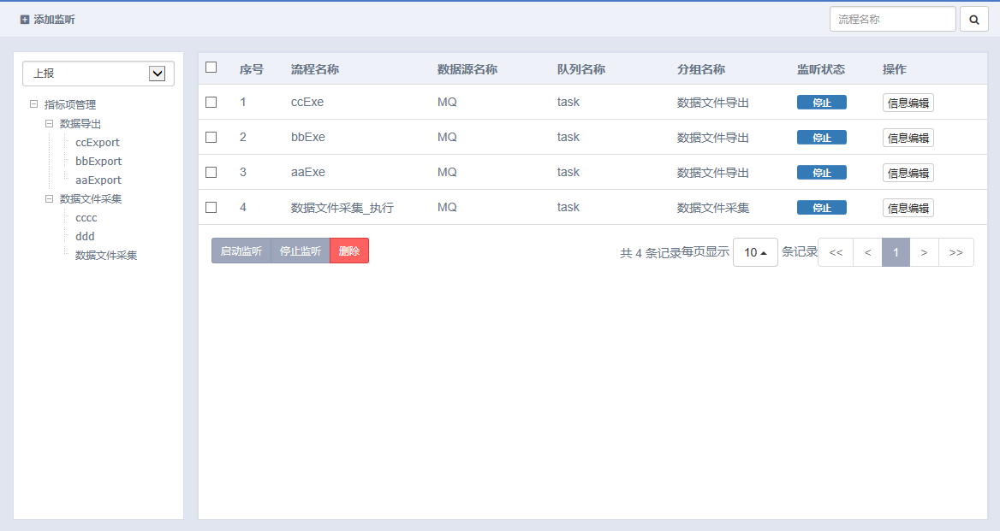 添加监听
流程名称
上报
指标项管理
数据导出
ccExport
bbExport
aaExport
数据文件采集
cccc
ddd
数据文件采集
序号 流程名称 数据源名称 队列名称 分组名称 监听状态 操作
1 ccExe MQ task 数据文件导出 停止 信息编辑
2 bbExe MQ task 数据文件导出 停止 信息编辑
3 aaExe MQ task 数据文件导出 停止 信息编辑
4 数据文件采集_执行 MQ task 数据文件采集 停止 信息编辑
启动监听 停止监听 删除 共 4 条记录每页显示 10 条记录 << < 1 > >>